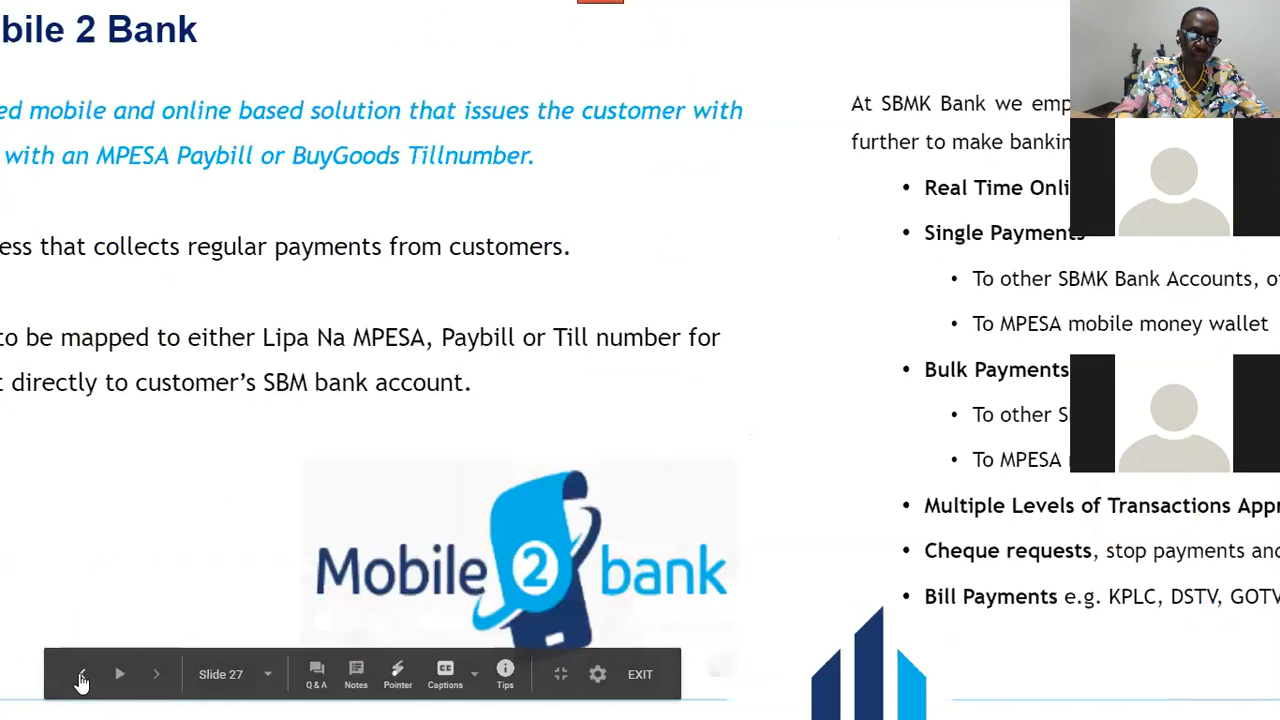 bile 2 Bank
ed mobile and online based solution that issues the customer with
with an MPESA Paybill or BuyGoods Tillnumber.
ess that collects regular payments from customers.
to be mapped to either Lipa Na MPESA, Paybill or Till number for
t directly to customer’s SBM bank account.
Mobile 2 bank
At SBMK Bank we emp
further to make bankin
• Real Time Onli
• Single Payments
• To other SBMK Bank Accounts, o
• To MPESA mobile money wallet
• Bulk Payments
• To other S
• To MPESA
• Multiple Levels of Transactions Appr
• Cheque requests, stop payments and
• Bill Payments e.g. KPLC, DSTV, GOTV
Slide 27
Q & A
Notes
Pointer
CC
Captions
Tips
EXIT